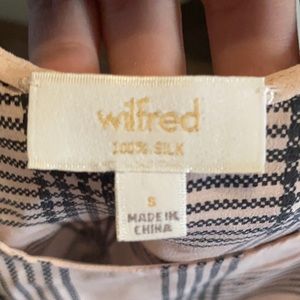 wilfred
100% SILK
S
MADE IN
CHINA